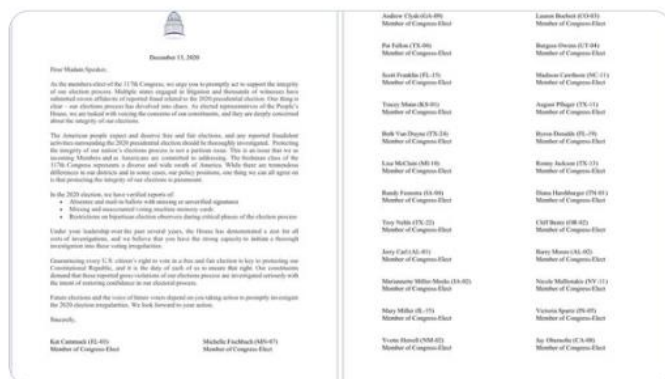 December 13, 2020
Dear Madam Speaker,
As the members-elect of the 117th Congress, we urge you to promptly act to support the integrity
of our election process. Multiple states engaged in litigation and thousands of witnesses have
submitted sworn affidavits of reported fraud related to the 2020 presidential election. One thing is
clear - our elections process has devolved into chaos. As elected representatives of the People's
House, we are tasked with voicing the concerns of our constituents, and they are deeply concerned
about the integrity of our elections.
The American people expect and deserve free and fair elections, and any reported fraudulent
activities surrounding the 2020 presidential election should be thoroughly investigated. Protecting
the integrity of our nation's elections process is not a partisan issue. This is an issue that we as
incoming Members and as Americans are committed to addressing. The freshman class of the
117th Congress represents a diverse and wide swath of America. While there are tremendous
differences in our districts and in some cases, our policy positions, one thing we can all agree on
is that protecting the integrity of our elections is paramount.
In the 2020 election, we have verified reports of:
• Absentee and mail-in ballots with missing or unverified signatures
• Missing and unaccounted voting machine memory cards
• Restrictions on bipartisan election observers during critical phases of the election process
Under your leadership over the past several years, the House has demonstrated a zest for all
sorts of investigations, and we believe that you have the strong capacity to initiate a thorough
investigation into these voting irregularities.
Guaranteeing every U.S. citizen's right to vote in a free and fair election is key to protecting our
Constitutional Republic, and it is the duty of each of us to ensure that right. Our constituents
demand that these reported gross violations of our elections process are investigated seriously with
the intent of restoring confidence in our electoral process.
Future elections and the voice of future voters depend on you taking action to promptly investigate
the 2020 election irregularities. We look forward to your action.
Sincerely,
Kat Cammack (FL-03) Michelle Fischbach (MN-07)
Member of Congress-Elect Member of Congress-Elect
Andrew Clyde (GA-09) Lauren Boebert (CO-03)
Member of Congress-Elect Member of Congress-Elect
Pat Fallon (TX-04) Burgess Owens (UT-04)
Member of Congress-Elect Member of Congress-Elect
Scott Franklin (FL-15) Madison Cawthorn (NC-11)
Member of Congress-Elect Member of Congress-Elect
Tracey Mann (KS-01) August Pfluger (TX-11)
Member of Congress-Elect Member of Congress-Elect
Beth Van Duyne (TX-24) Byron Donalds (FL-19)
Member of Congress-Elect Member of Congress-Elect
Lisa McClain (MI-10) Ronny Jackson (TX-13)
Member of Congress-Elect Member of Congress-Elect
Randy Feenstra (IA-04) Diana Harshbarger (TN-01)
Member of Congress-Elect Member of Congress-Elect
Troy Nehls (TX-22) Cliff Bentz (OR-02)
Member of Congress-Elect Member of Congress-Elect
Jerry Carl (AL-01) Barry Moore (AL-02)
Member of Congress-Elect Member of Congress-Elect
Mariannette Miller-Meeks (IA-02) Nicole Malliotakis (NY-11)
Member of Congress-Elect Member of Congress-Elect
Mary Miller (IL-15) Victoria Spartz (IN-05)
Member of Congress-Elect Member of Congress-Elect
Yvette Herrell (NM-02) Jay Obernolte (CA-08)
Member of Congress-Elect Member of Congress-Elect